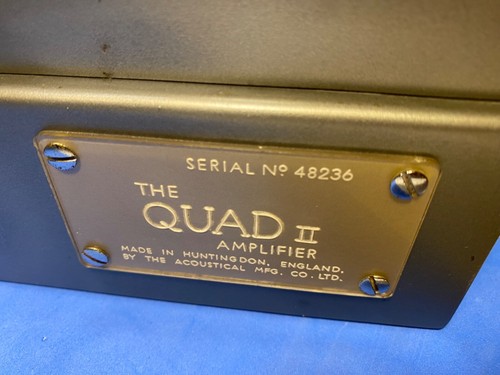 SERIAL Nº 48236
THE
QUAD II
AMPLIFIER
MADE IN HUNTINGDON, ENGLAND.
BY THE ACOUSTICAL MFG. CO. LTD.